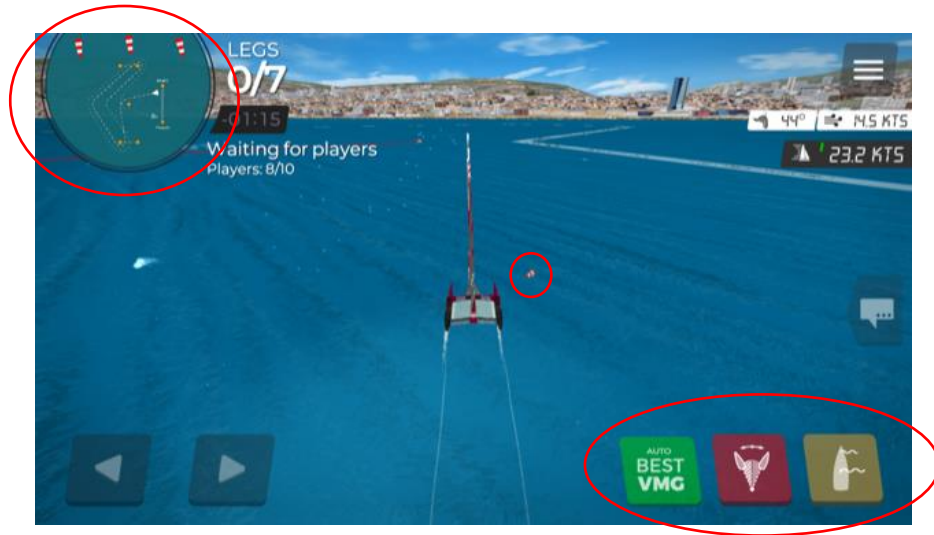 LEGS
0/7
-01:15
Waiting for players
Players: 8/10
44° 14.5 KTS
23.2 KTS
AUTO
BEST
VMG